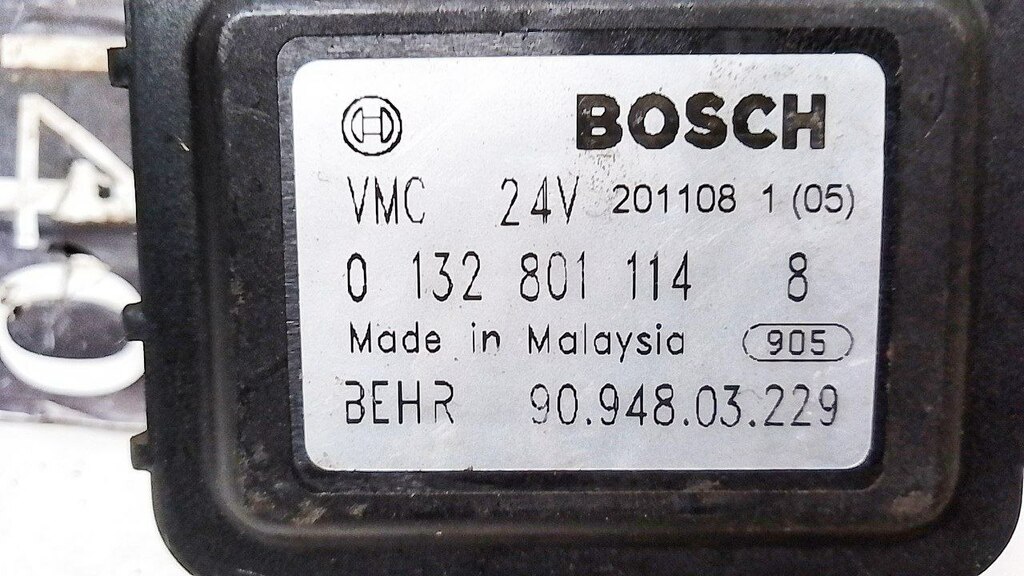 BOSCH
VMC 24V 201108 1 (05)
0 132 801 114 8
Made in Malaysia 905
BEHR 90.948.03.229
40